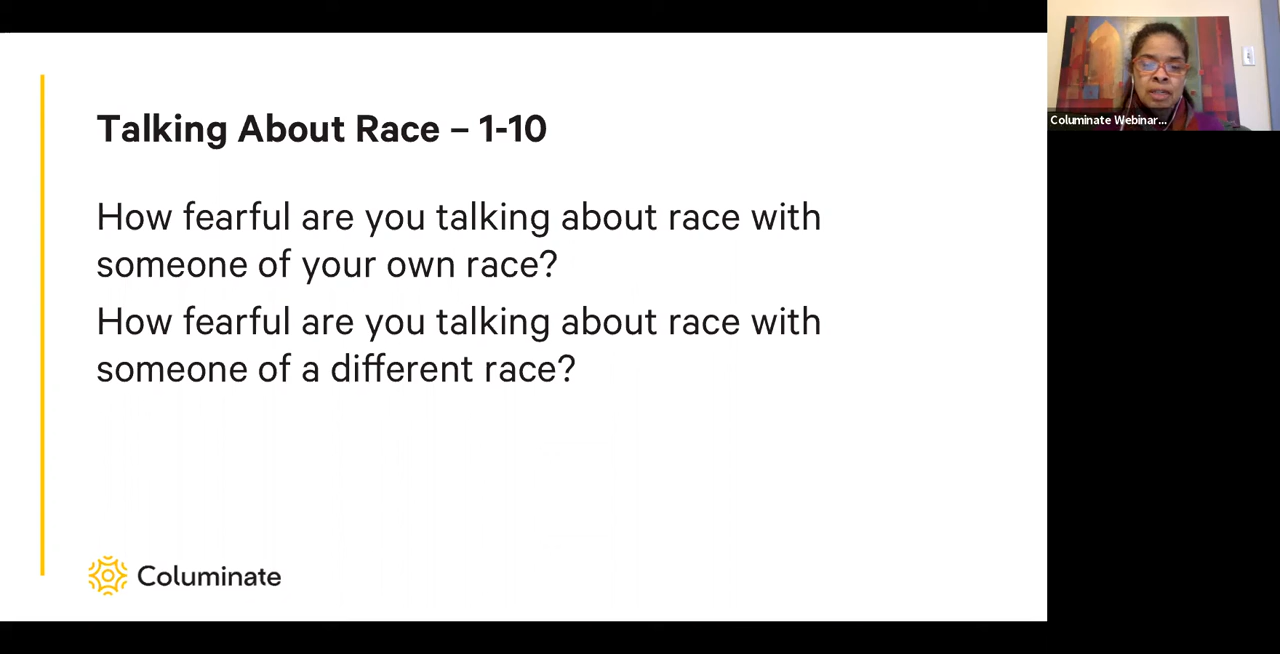 Talking About Race – 1-10
How fearful are you talking about race with
someone of your own race?
How fearful are you talking about race with
someone of a different race?
Columinate
Columinate Webinar...